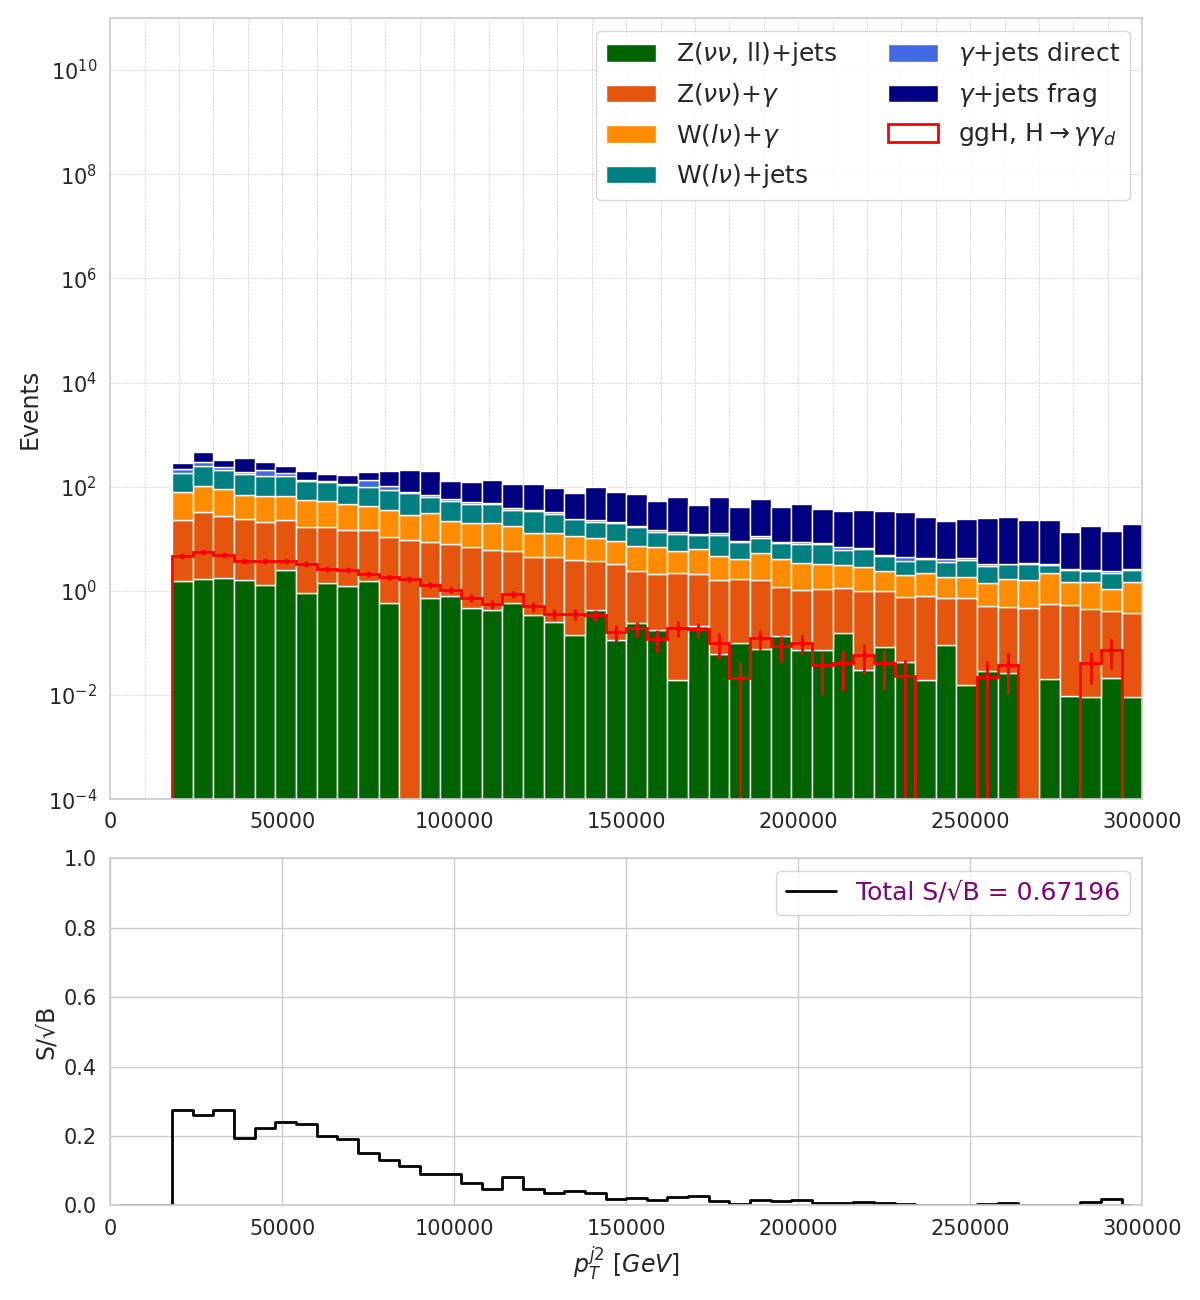 Z(νν, ll)+jets
Z(νν)+γ
W(lν)+γ
W(lν)+jets
γ+jets direct
γ+jets frag
ggH, H→γγ_d
Events
10^10
10^8
10^6
10^4
10^2
10^0
10^−2
10^−4
0 50000 100000 150000 200000 250000 300000
Total S/√B = 0.67196
S/√B
1.0
0.8
0.6
0.4
0.2
0.0
0 50000 100000 150000 200000 250000 300000
p_T^{j2} [GeV]